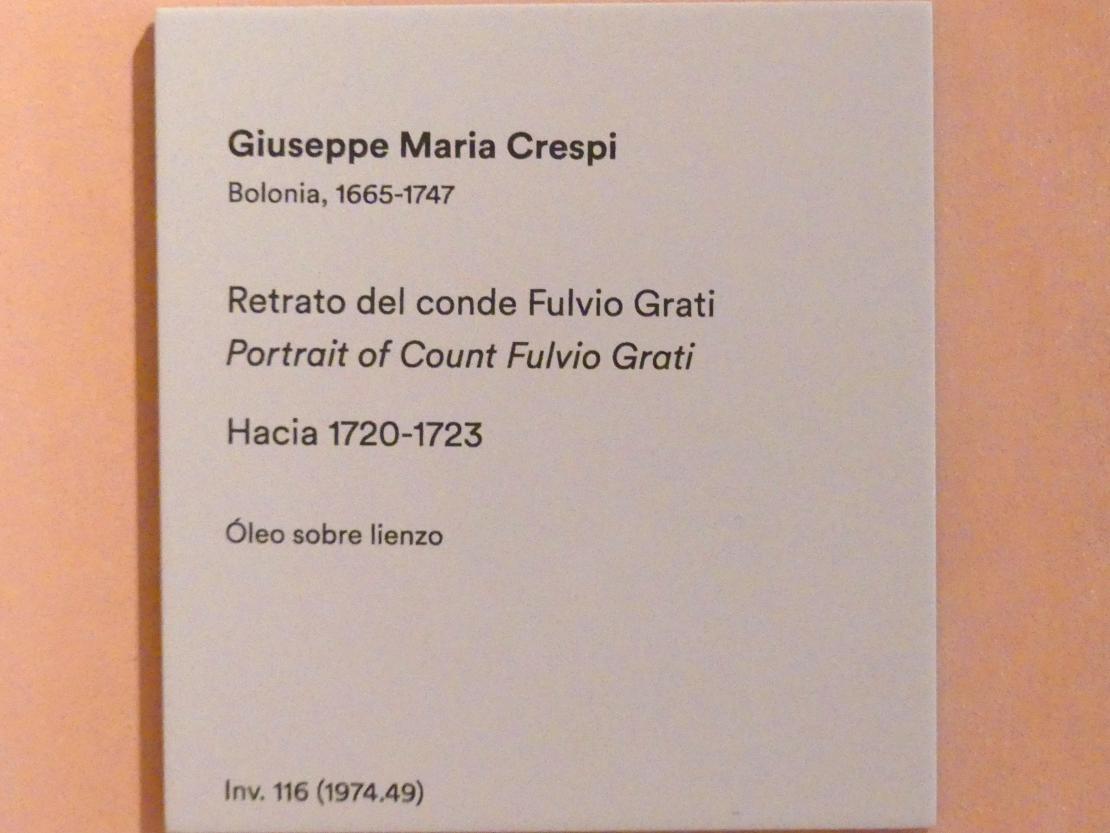 Giuseppe Maria Crespi
Bolonia, 1665-1747
Retrato del conde Fulvio Grati
Portrait of Count Fulvio Grati
Hacia 1720-1723
Óleo sobre lienzo
Inv. 116 (1974.49)